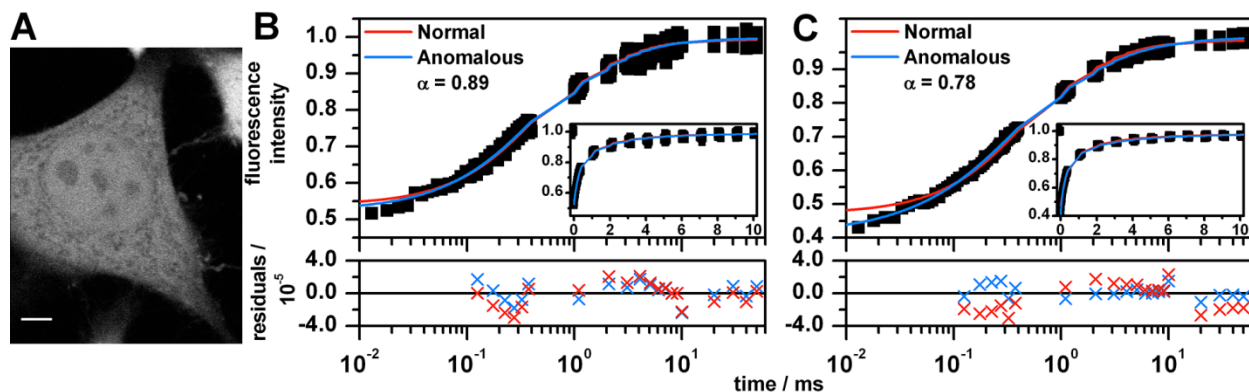 A
B
Normal
Anomalous
α = 0.89
fluorescence
intensity
1.0
0.9
0.8
0.7
0.6
0.5
1.0
0.8
0.6
0 2 4 6 8 10
residuals /
10⁻⁵
4.0
0.0
-4.0
10⁻² 10⁻¹ 10⁰ 10¹
C
Normal
Anomalous
α = 0.78
1.0
0.9
0.8
0.7
0.6
0.5
0.4
1.0
0.8
0.6
0.4
0 2 4 6 8 10
4.0
0.0
-4.0
10⁻² 10⁻¹ 10⁰ 10¹
time / ms